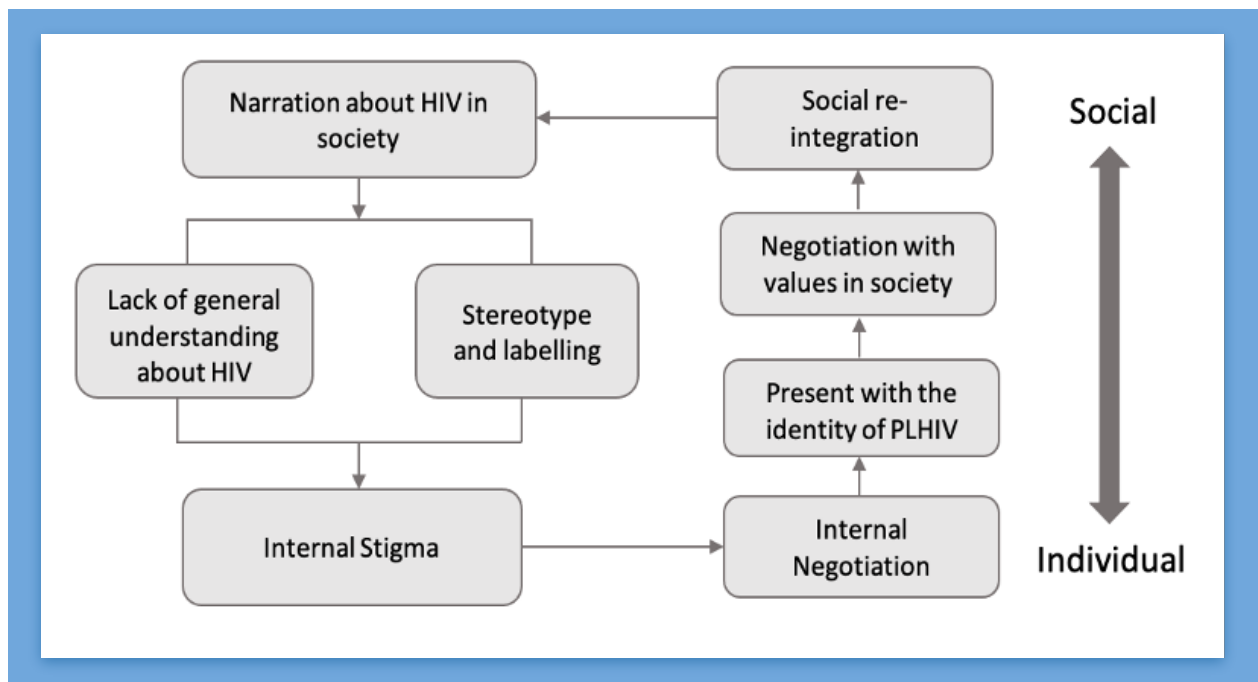 Narration about HIV in
society
Lack of general
understanding
about HIV
Stereotype
and labelling
Internal Stigma
Internal
Negotiation
Present with the
identity of PLHIV
Negotiation with
values in society
Social re-
integration
Social
Individual